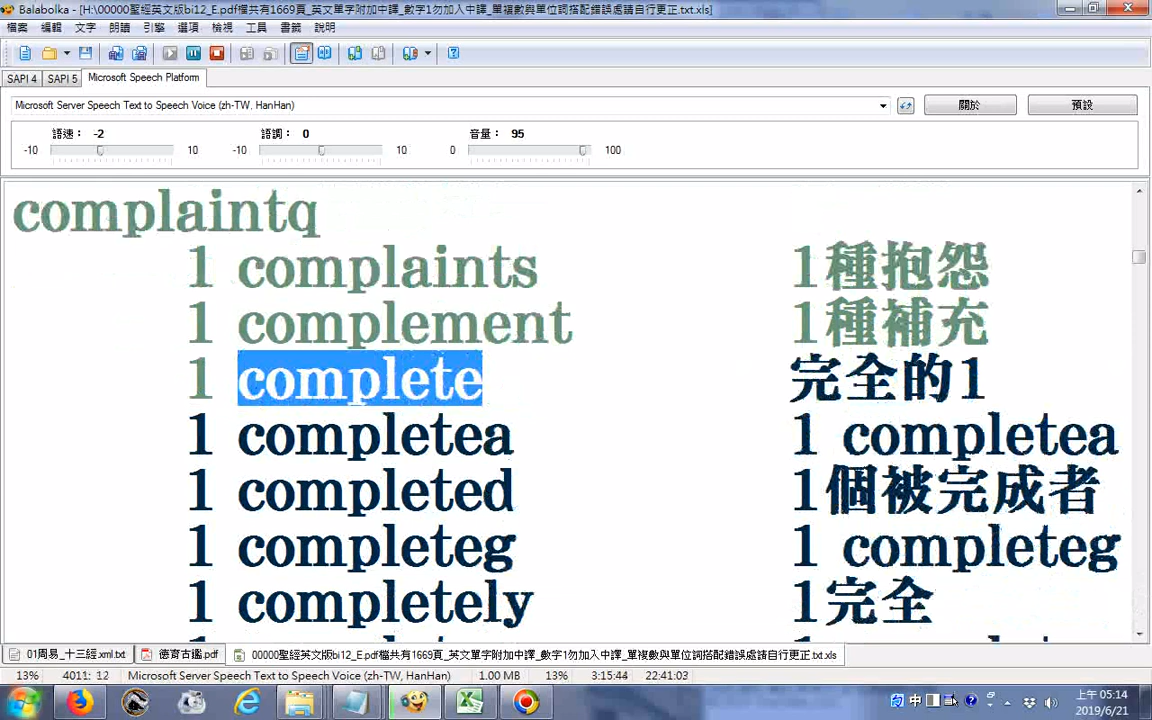 Balabolka - [H:\00000聖經英文版bi12_E.pdf檔共有1669頁_英文單字附加中譯_數字1勿加入中譯_單複數與單位詞搭配錯誤處請自行更正.txt.xls]
檔案 編輯 文字 朗讀 引擎 選項 檢視 工具 書籤 說明
SAPI 4 SAPI 5 Microsoft Speech Platform
Microsoft Server Speech Text to Speech Voice (zh-TW, HanHan) 關於 預設
語速： -2 語調： 0 音量： 95
-10 10 -10 10 0 100
complaintq
1 complaints 1種抱怨
1 complement 1種補充
1 complete 完全的1
1 completea 1 completea
1 completed 1個被完成者
1 completeg 1 completeg
1 completely 1完全
01周易_十三經.xml.txt 德育古鑑.pdf 00000聖經英文版bi12_E.pdf檔共有1669頁_英文單字附加中譯_數字1勿加入中譯_單複數與單位詞搭配錯誤處請自行更正.txt.xls
13% 4011: 12 Microsoft Server Speech Text to Speech Voice (zh-TW, HanHan) 1.00 MB 13% 3:15:44 22:41:03
中 上午 05:14
2019/6/21